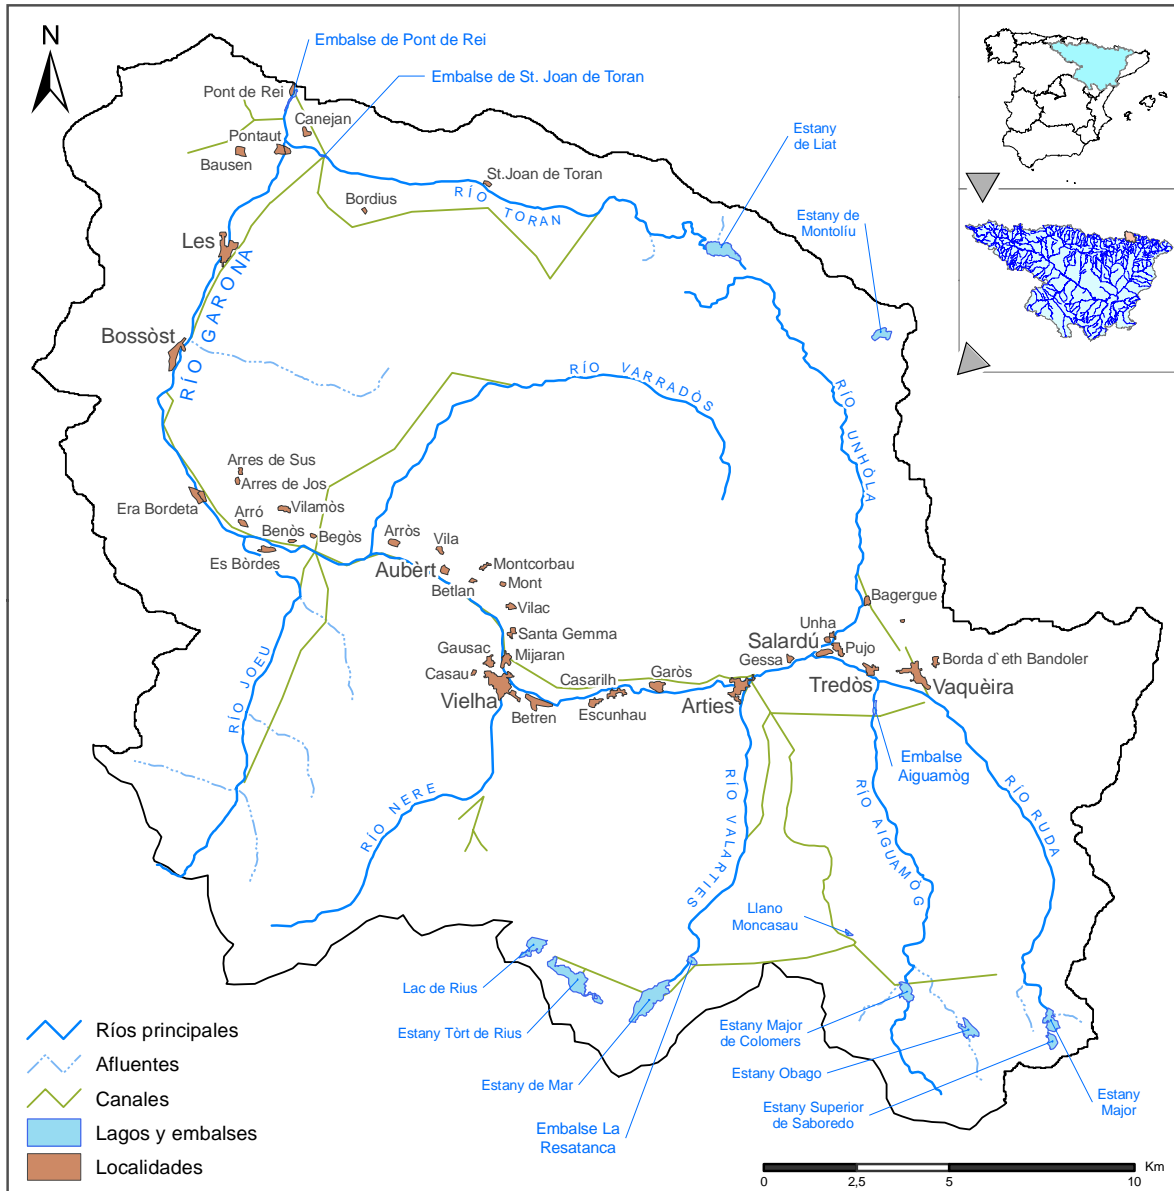 N
Embalse de Pont de Rei
Embalse de St. Joan de Toran
Pont de Rei
Canejan
Pontaut
Bausen
Estany
de Liat
St.Joan de Toran
RÍO TORAN
Bordius
Estany de
Montolíu
Les
RÍO GARONA
Bossòst
RÍO VARRADÒS
RÍO UNHÒLA
Arres de Sus
Arres de Jos
Era Bordeta
Vilamòs
Arró
Benòs
Begòs
Es Bòrdes
Arròs
Vila
Aubèrt
Montcorbau
Betlan
Mont
Vilac
Bagergue
Santa Gemma
Unha
Salardú
Pujo
Gausac
Mijaran
Gessa
Borda d`eth Bandoler
Casau
Casarilh
Garòs
Tredòs
Vaquèira
Vielha
Betren
Escunhau
Arties
RÍO JOEU
RÍO NERE
RÍO VALARTIES
Embalse
Aiguamòg
RÍO AIGUAMÒG
RÍO RUDA
Llano
Moncasau
Lac de Rius
Estany Tòrt de Rius
Estany de Mar
Embalse La
Resatanca
Estany Major
de Colomers
Estany Obago
Estany Superior
de Saboredo
Estany
Major
Ríos principales
Afluentes
Canales
Lagos y embalses
Localidades
Km
0
2,5
5
10